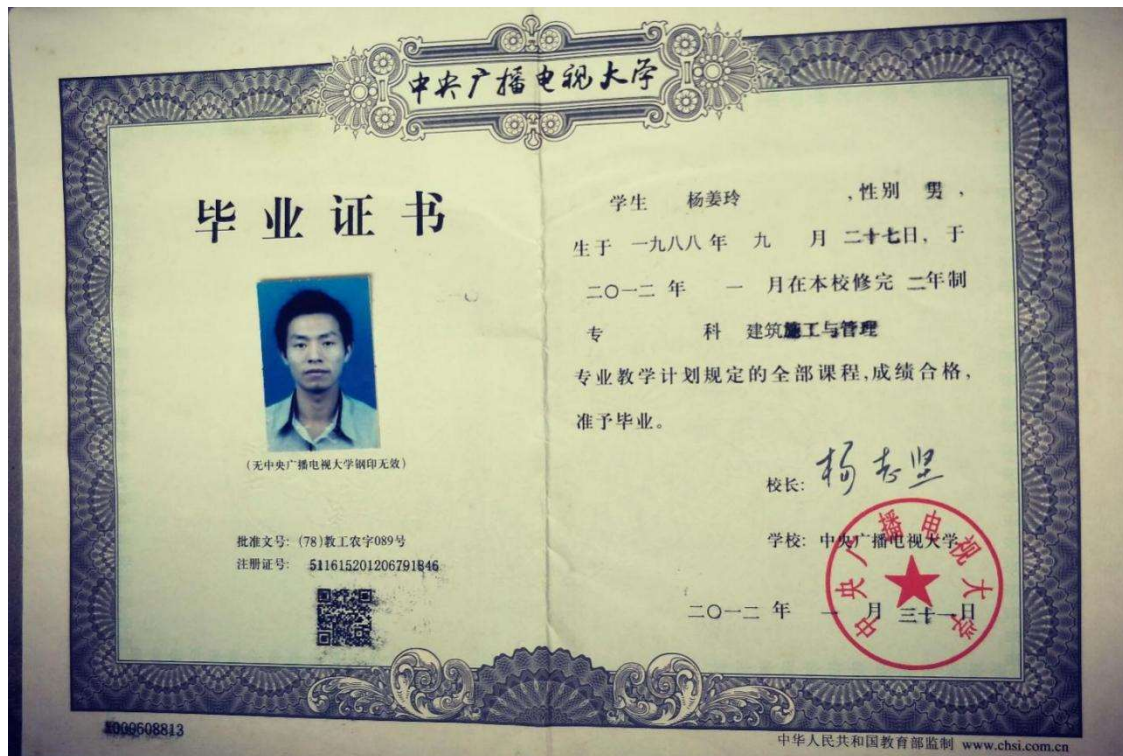 中央广播电视大学
毕业证书
(无中央广播电视大学钢印无效)
批准文号: (78)教工农字089号
注册证号: 511615201206791846
学生 杨姜玲 ,性别 男,
生于 一九八八 年 九 月 二十七日, 于
二○一二 年 一 月在本校修完 二年制
专 科 建筑施工与管理
专业教学计划规定的全部课程,成绩合格,
准予毕业。
校长: 杨志坚
学校: 中央广播电视大学
中央广播电视大学
二○一二 年 一 月 三十一日
中华人民共和国教育部监制 www.chsi.com.cn